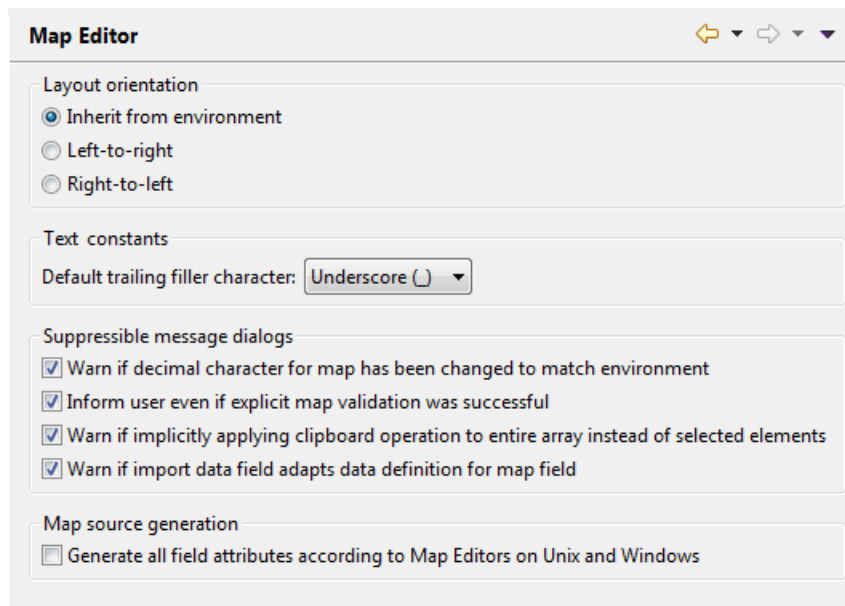 Map Editor
Layout orientation
Inherit from environment
Left-to-right
Right-to-left
Text constants
Default trailing filler character: Underscore (_)
Suppressible message dialogs
Warn if decimal character for map has been changed to match environment
Inform user even if explicit map validation was successful
Warn if implicitly applying clipboard operation to entire array instead of selected elements
Warn if import data field adapts data definition for map field
Map source generation
Generate all field attributes according to Map Editors on Unix and Windows